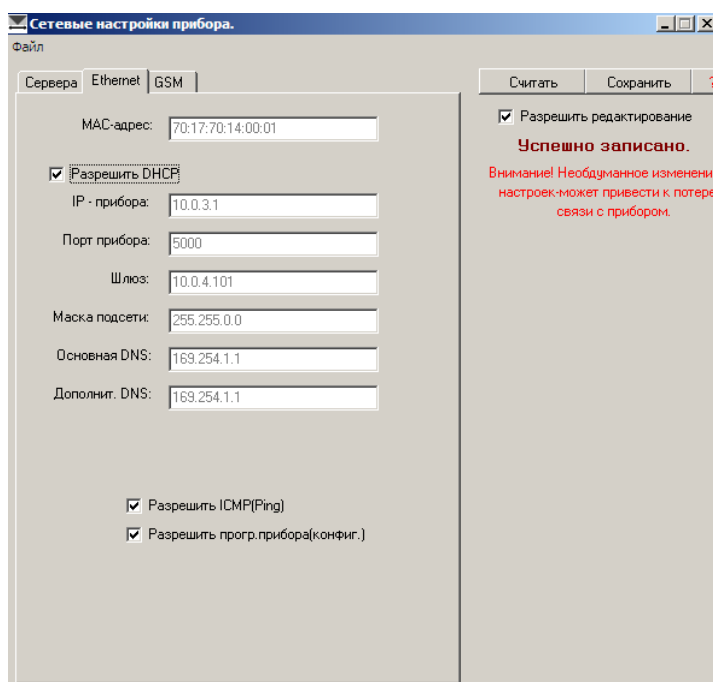 Сетевые настройки прибора.
Файл
Сервера Ethernet GSM
Считать Сохранить ?
MAC-адрес: 70:17:70:14:00:01
Разрешить редактирование
Успешно записано.
Внимание! Необдуманное изменени
настроек-может привести к потере
связи с прибором.
Разрешить DHCP
IP - прибора: 10.0.3.1
Порт прибора: 5000
Шлюз: 10.0.4.101
Маска подсети: 255.255.0.0
Основная DNS: 169.254.1.1
Дополнит. DNS: 169.254.1.1
Разрешить ICMP(Ping)
Разрешить прогр.прибора(конфиг.)